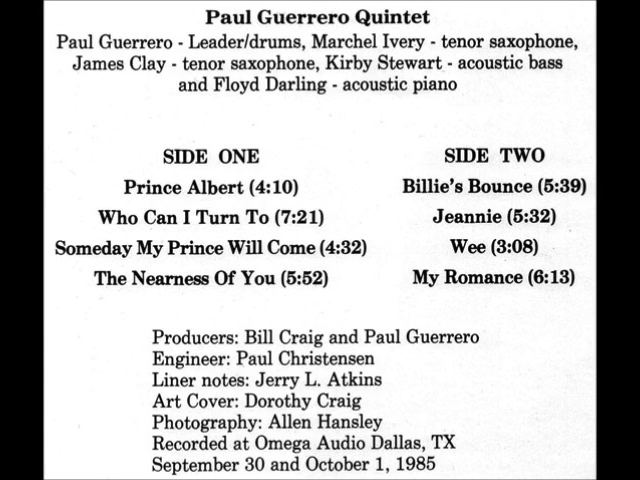 Paul Guerrero Quintet
Paul Guerrero - Leader/drums, Marchel Ivery - tenor saxophone,
James Clay - tenor saxophone, Kirby Stewart - acoustic bass
and Floyd Darling - acoustic piano
SIDE ONE
Prince Albert (4:10)
Who Can I Turn To (7:21)
Someday My Prince Will Come (4:32)
The Nearness Of You (5:52)
SIDE TWO
Billie's Bounce (5:39)
Jeannie (5:32)
Wee (3:08)
My Romance (6:13)
Producers: Bill Craig and Paul Guerrero
Engineer: Paul Christensen
Liner notes: Jerry L. Atkins
Art Cover: Dorothy Craig
Photography: Allen Hansley
Recorded at Omega Audio Dallas, TX
September 30 and October 1, 1985